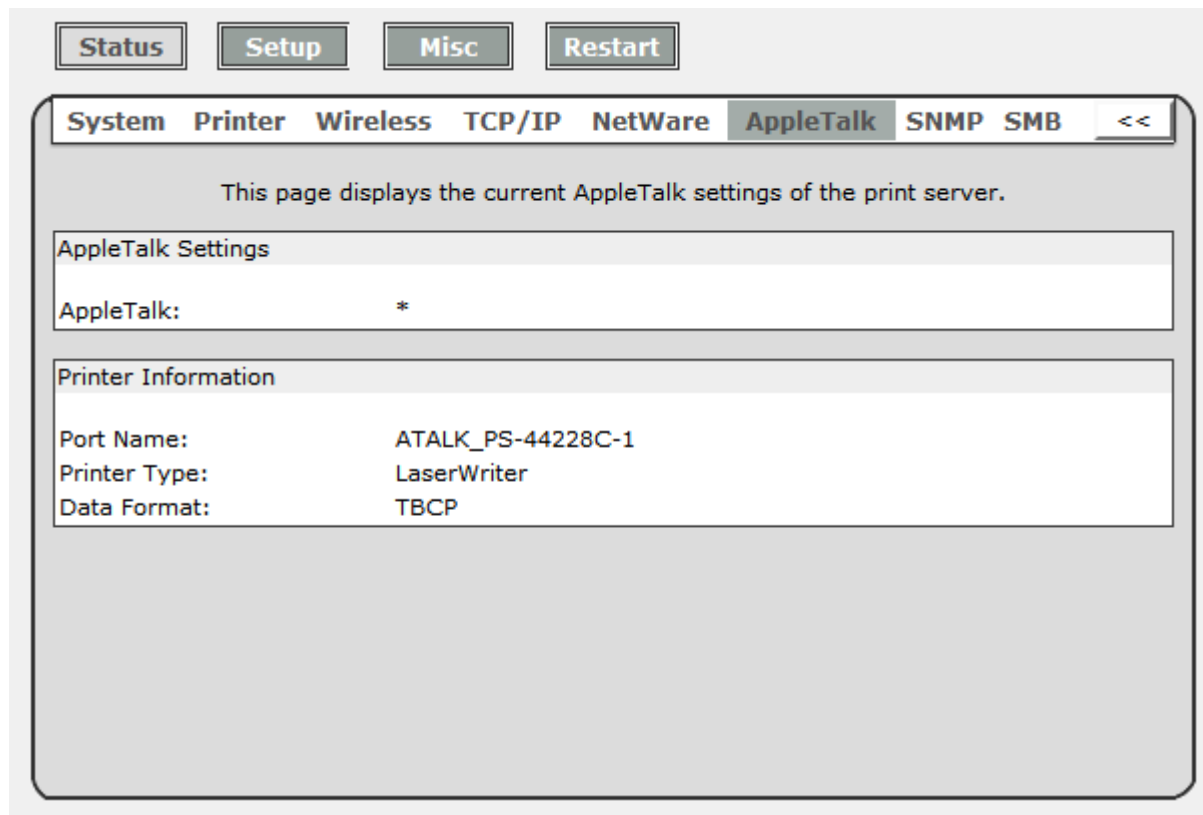 Status Setup Misc Restart
System Printer Wireless TCP/IP NetWare AppleTalk SNMP SMB <<
This page displays the current AppleTalk settings of the print server.
AppleTalk Settings
AppleTalk: *
Printer Information
Port Name: ATALK_PS-44228C-1
Printer Type: LaserWriter
Data Format: TBCP